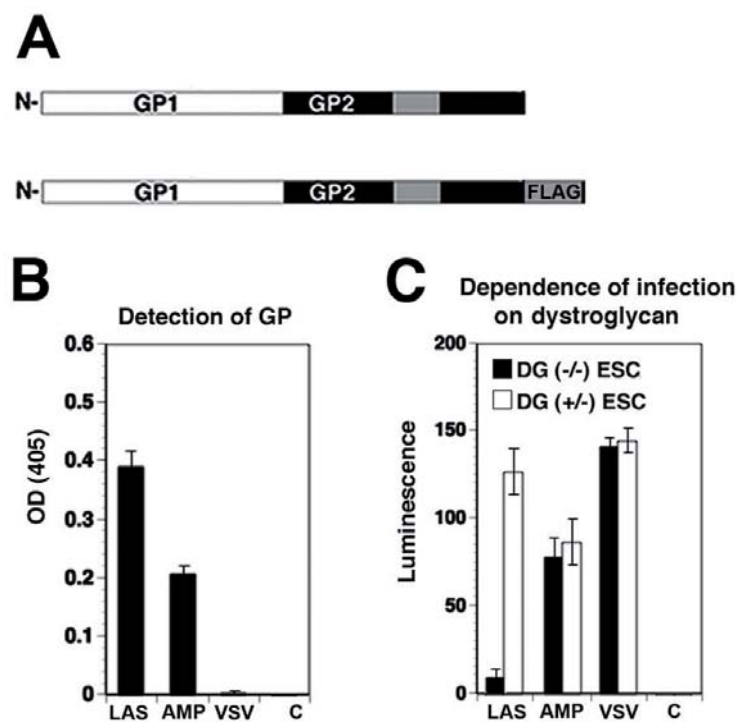 A
N- GP1 GP2
N- GP1 GP2 FLAG
B
Detection of GP
0.6
0.5
0.4
0.3
0.2
0.1
0
OD (405)
LAS AMP VSV C
C
Dependence of infection
on dystroglycan
200
150
100
50
0
Luminescence
DG (-/-) ESC
DG (+/-) ESC
LAS AMP VSV C